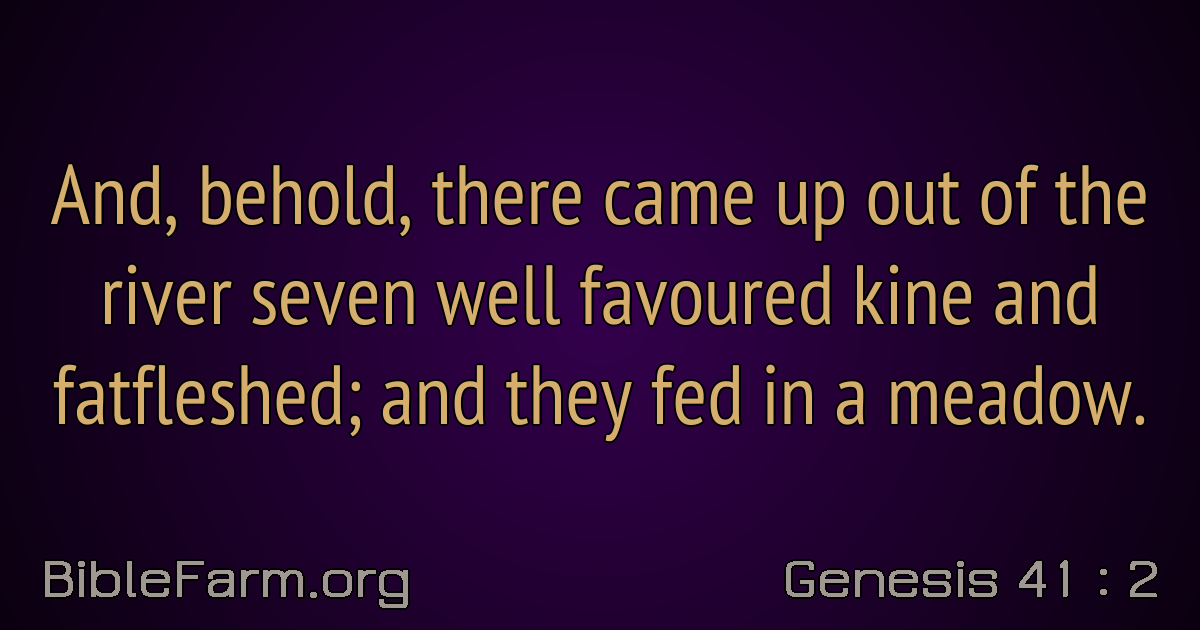 And, behold, there came up out of the
river seven well favoured kine and
fatfleshed; and they fed in a meadow.
BibleFarm.org
Genesis 41 : 2